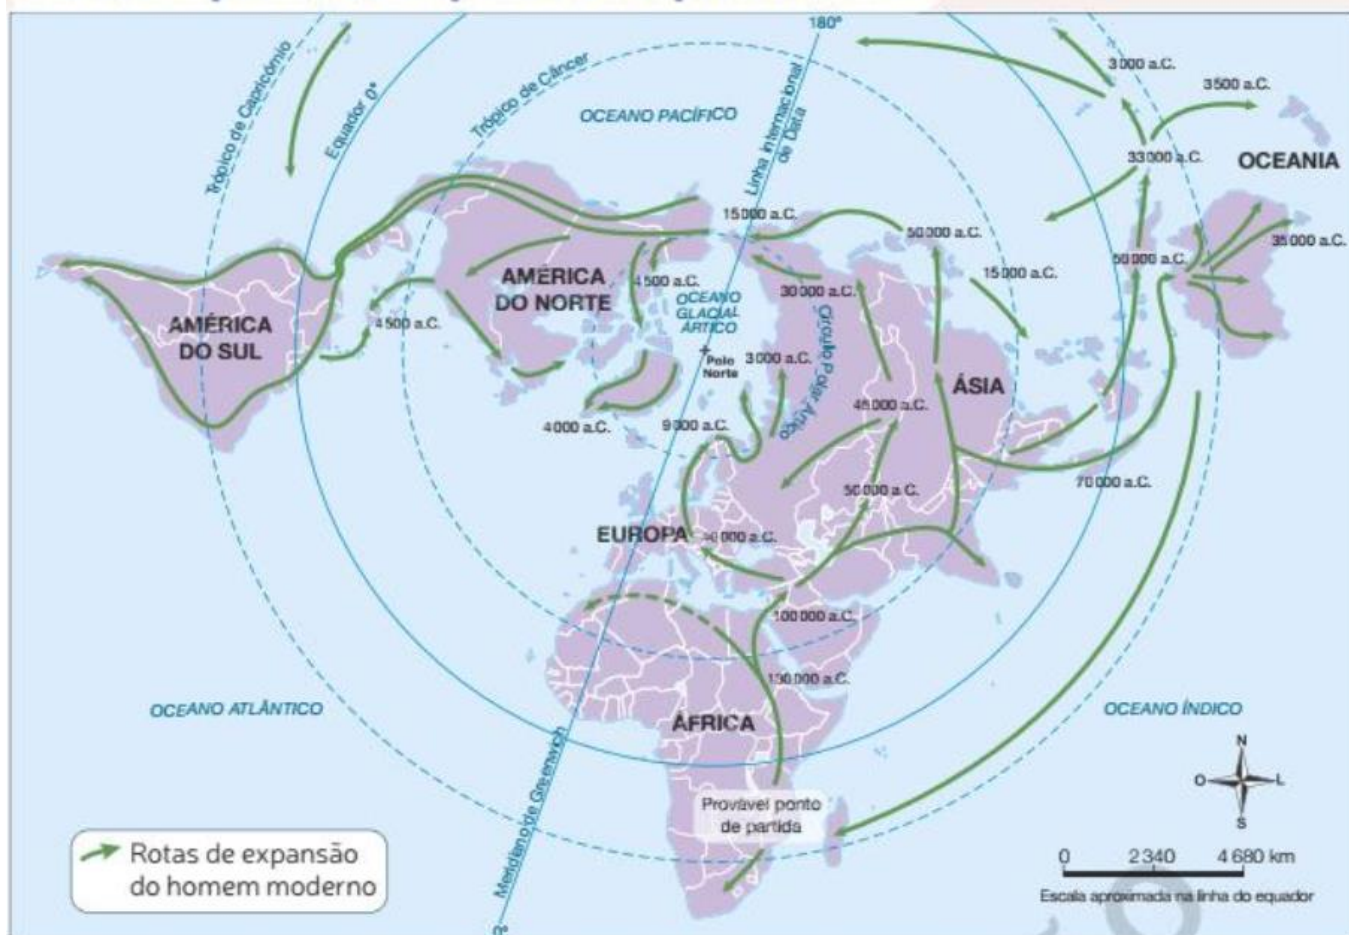 180°
Trópico de Capricórnio
Equador 0°
Trópico de Câncer
OCEANO PACÍFICO
Linha Internacional
de Data
3 000 a.C.
3 500 a.C.
33 000 a.C.
OCEANIA
15 000 a.C.
50 000 a.C.
35 000 a.C.
50 000 a.C.
15 000 a.C.
AMÉRICA
DO NORTE
4 500 a.C.
OCEANO
GLACIAL
ÁRTICO
30 000 a.C.
AMÉRICA
DO SUL
4 500 a.C.
Polo
Norte
3 000 a.C.
Círculo Polar Ártico
ÁSIA
45 000 a.C.
4 000 a.C.
9 000 a.C.
70 000 a.C.
50 000 a.C.
EUROPA
40 000 a.C.
100 000 a.C.
OCEANO ATLÂNTICO
ÁFRICA
OCEANO ÍNDICO
Meridiano de Greenwich
0°
Provável ponto
de partida
N
O
L
S
Rotas de expansão
do homem moderno
0 2 340 4 680 km
Escala aproximada na linha do equador